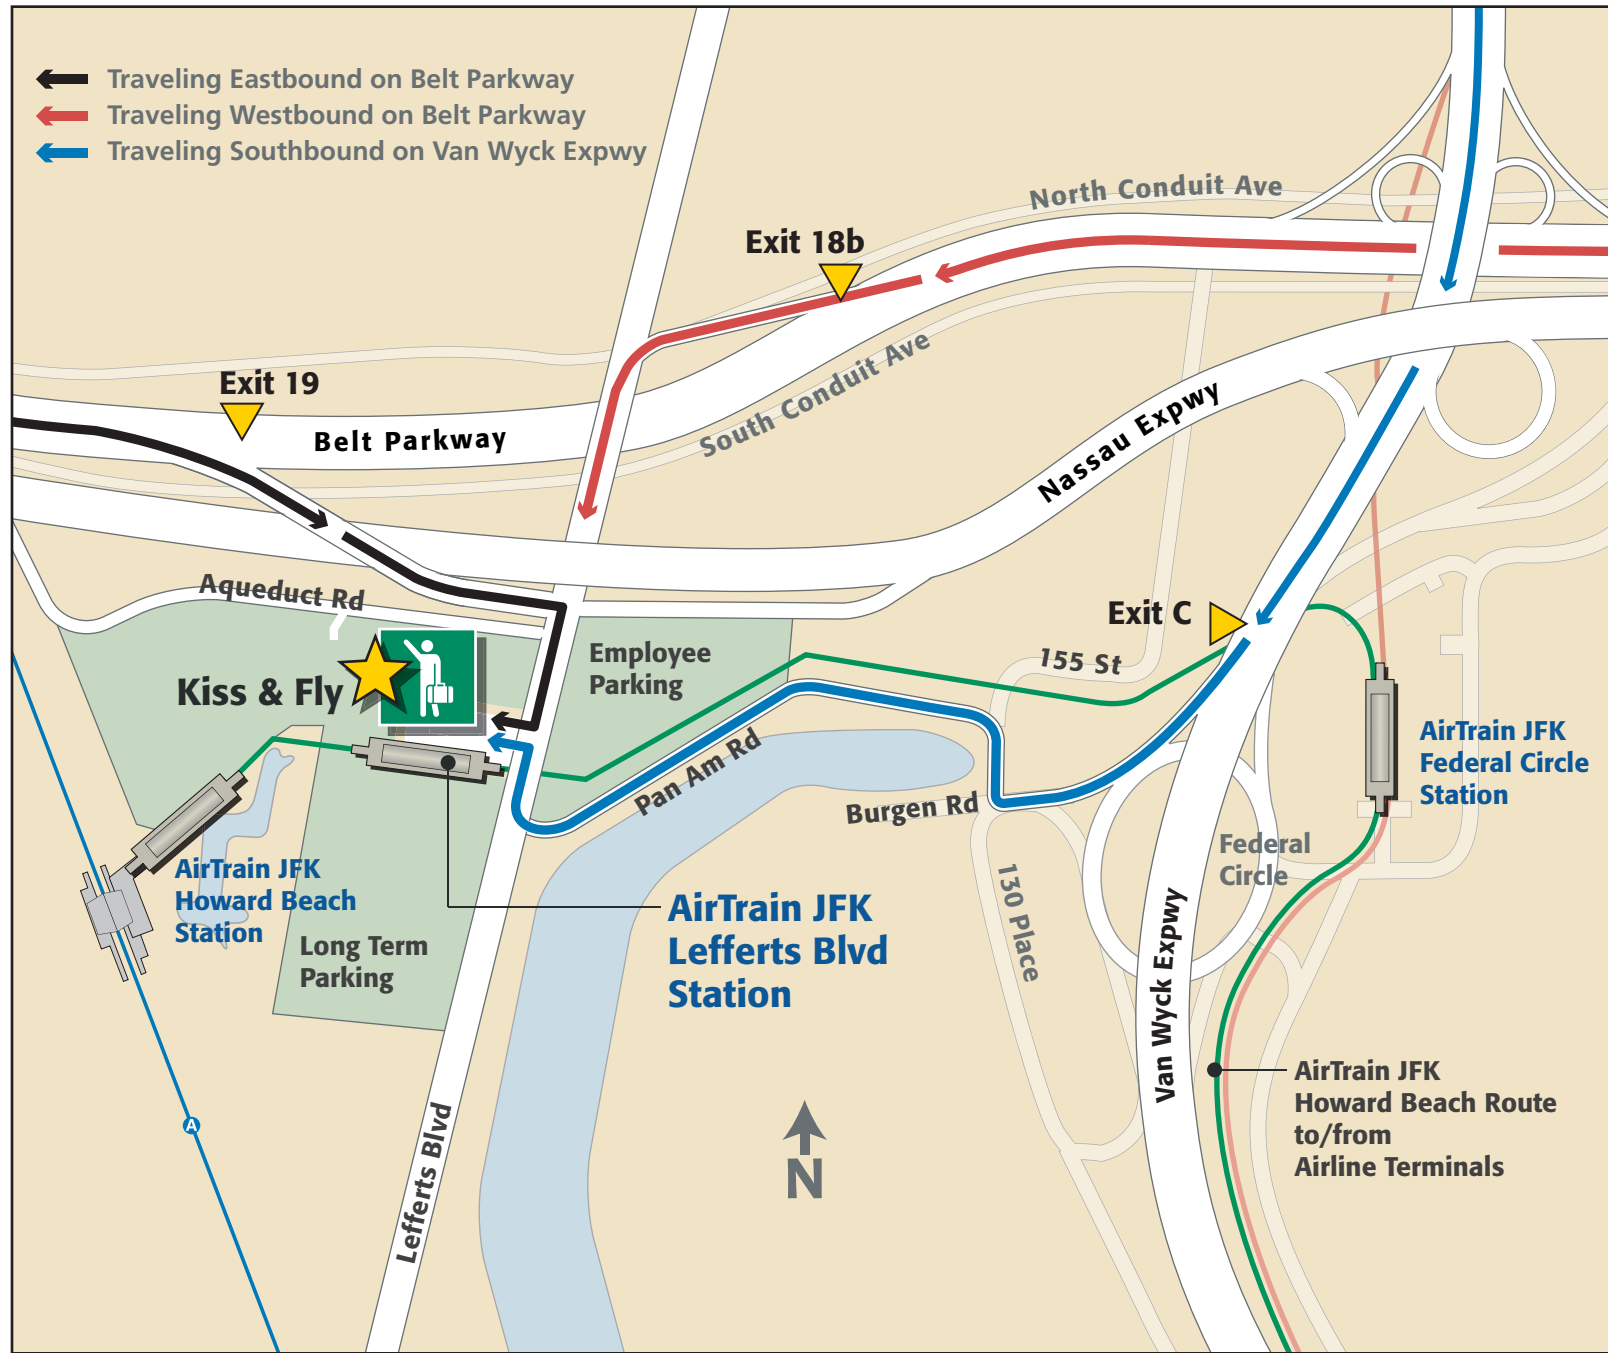 Traveling Eastbound on Belt Parkway
Traveling Westbound on Belt Parkway
Traveling Southbound on Van Wyck Expwy
North Conduit Ave
Exit 18b
South Conduit Ave
Exit 19
Belt Parkway
Nassau Expwy
Aqueduct Rd
Exit C
Employee
Parking
155 St
Kiss & Fly
Pan Am Rd
AirTrain JFK
Federal Circle
Station
Burgen Rd
Federal
Circle
AirTrain JFK
Howard Beach
Station
130 Place
AirTrain JFK
Lefferts Blvd
Station
Long Term
Parking
Van Wyck Expwy
AirTrain JFK
Howard Beach Route
to/from
Airline Terminals
A
Lefferts Blvd
N